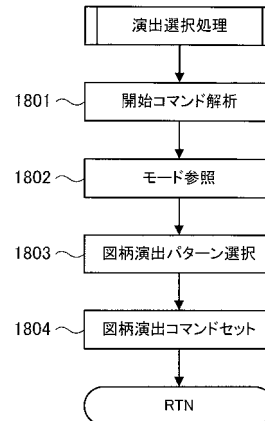 演出選択処理
1801
開始コマンド解析
1802
モード参照
1803
図柄演出パターン選択
1804
図柄演出コマンドセット
RTN